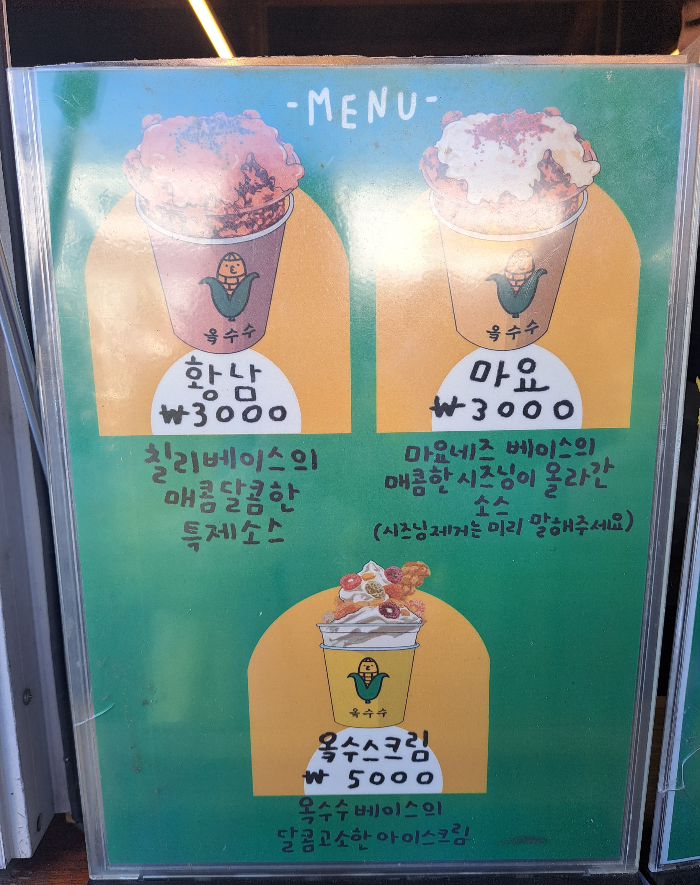 -MENU-
옥수수
옥수수
황남
₩3000
마요
₩3000
칠리베이스의
매콤달콤한
특제소스
마요네즈 베이스의
매콤한 시즈닝이 올라간
소스
(시즈닝제거는 미리 말해주세요)
옥수수
옥수스크림
₩ 5000
옥수수 베이스의
달콤고소한 아이스크림